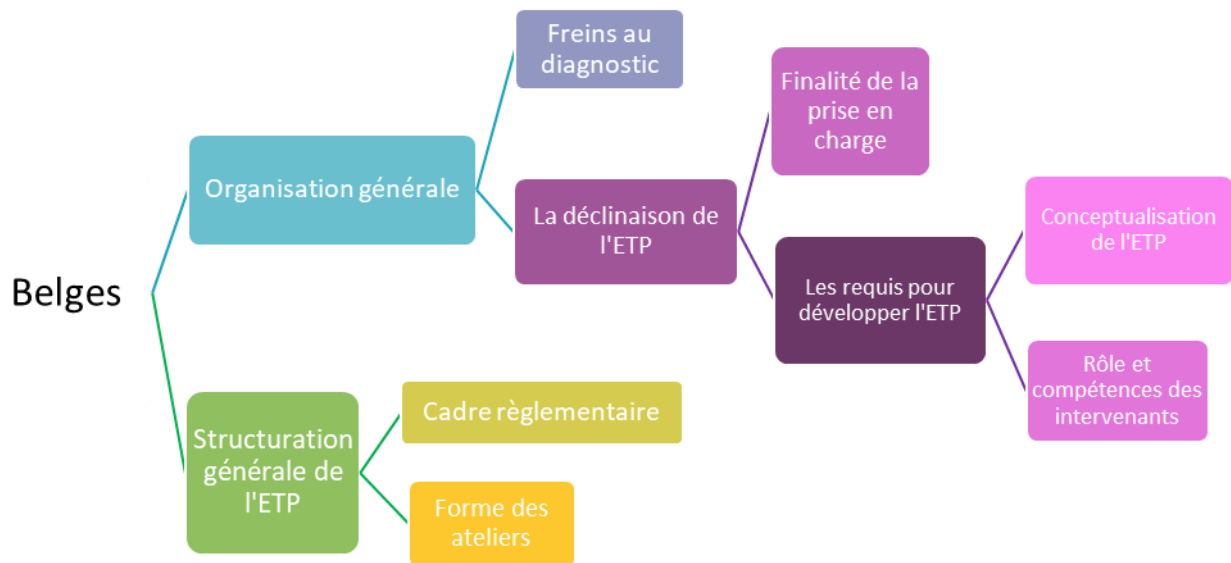 Belges
Organisation générale
Freins au
diagnostic
La déclinaison de
l'ETP
Finalité de la
prise en
charge
Les requis pour
développer l'ETP
Conceptualisation
de l'ETP
Rôle et
compétences des
intervenants
Structuration
générale de
l'ETP
Cadre règlementaire
Forme des
ateliers